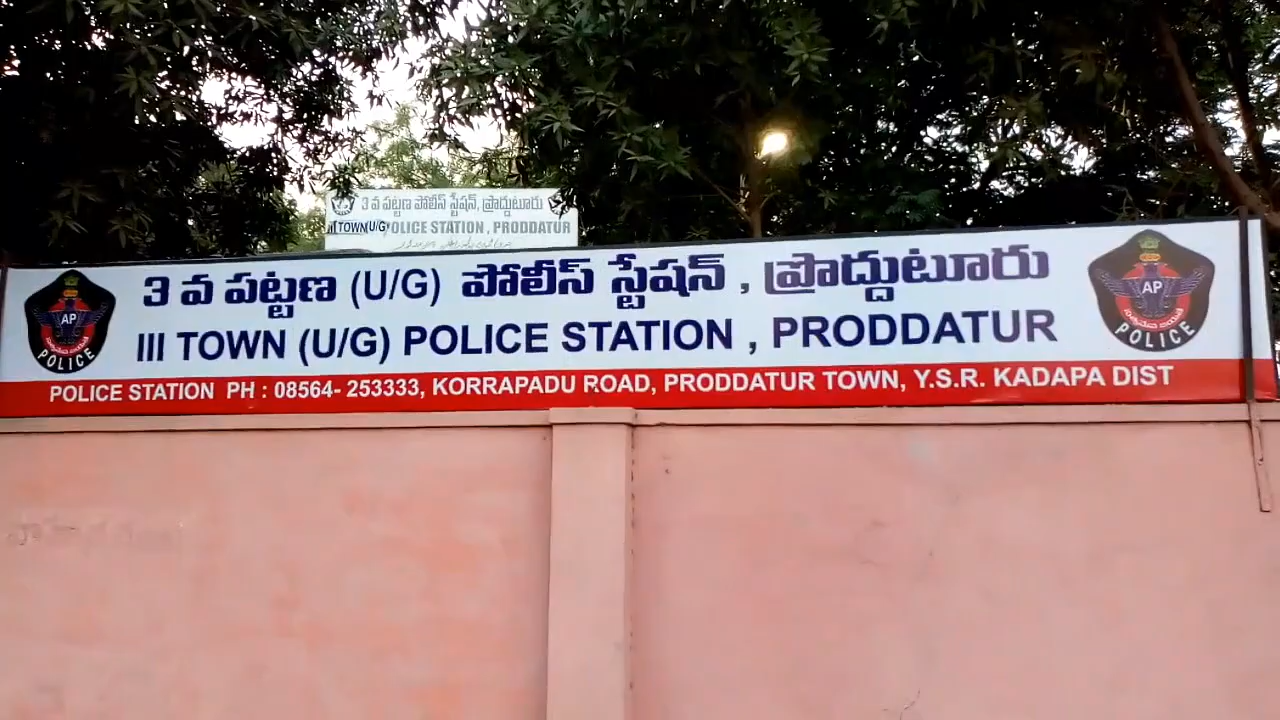 3 వ పట్టణ పోలీస్ స్టేషన్, ప్రొద్దుటూరు
III TOWN(U/G) POLICE STATION , PRODDATUR
3 వ పట్టణ (U/G) పోలీస్ స్టేషన్ , ప్రొద్దుటూరు
III TOWN (U/G) POLICE STATION , PRODDATUR
AP
POLICE
AP
POLICE
POLICE STATION PH : 08564- 253333, KORRAPADU ROAD, PRODDATUR TOWN, Y.S.R. KADAPA DIST